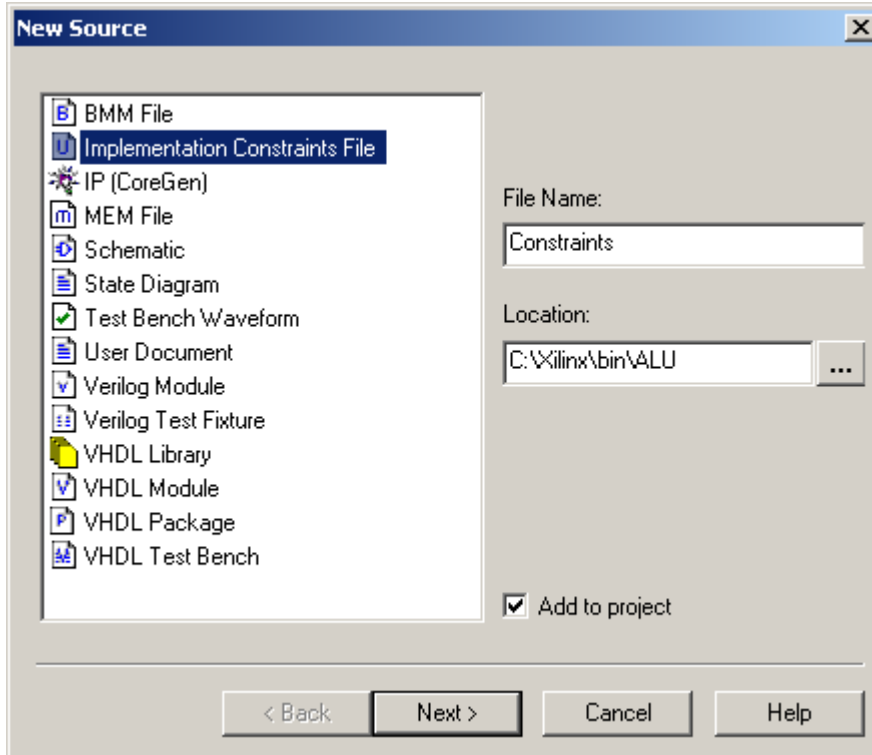 New Source
BMM File
Implementation Constraints File
IP (CoreGen)
MEM File
Schematic
State Diagram
Test Bench Waveform
User Document
Verilog Module
Verilog Test Fixture
VHDL Library
VHDL Module
VHDL Package
VHDL Test Bench
File Name:
Constraints
Location:
C:\Xilinx\bin\ALU
...
Add to project
< Back
Next >
Cancel
Help